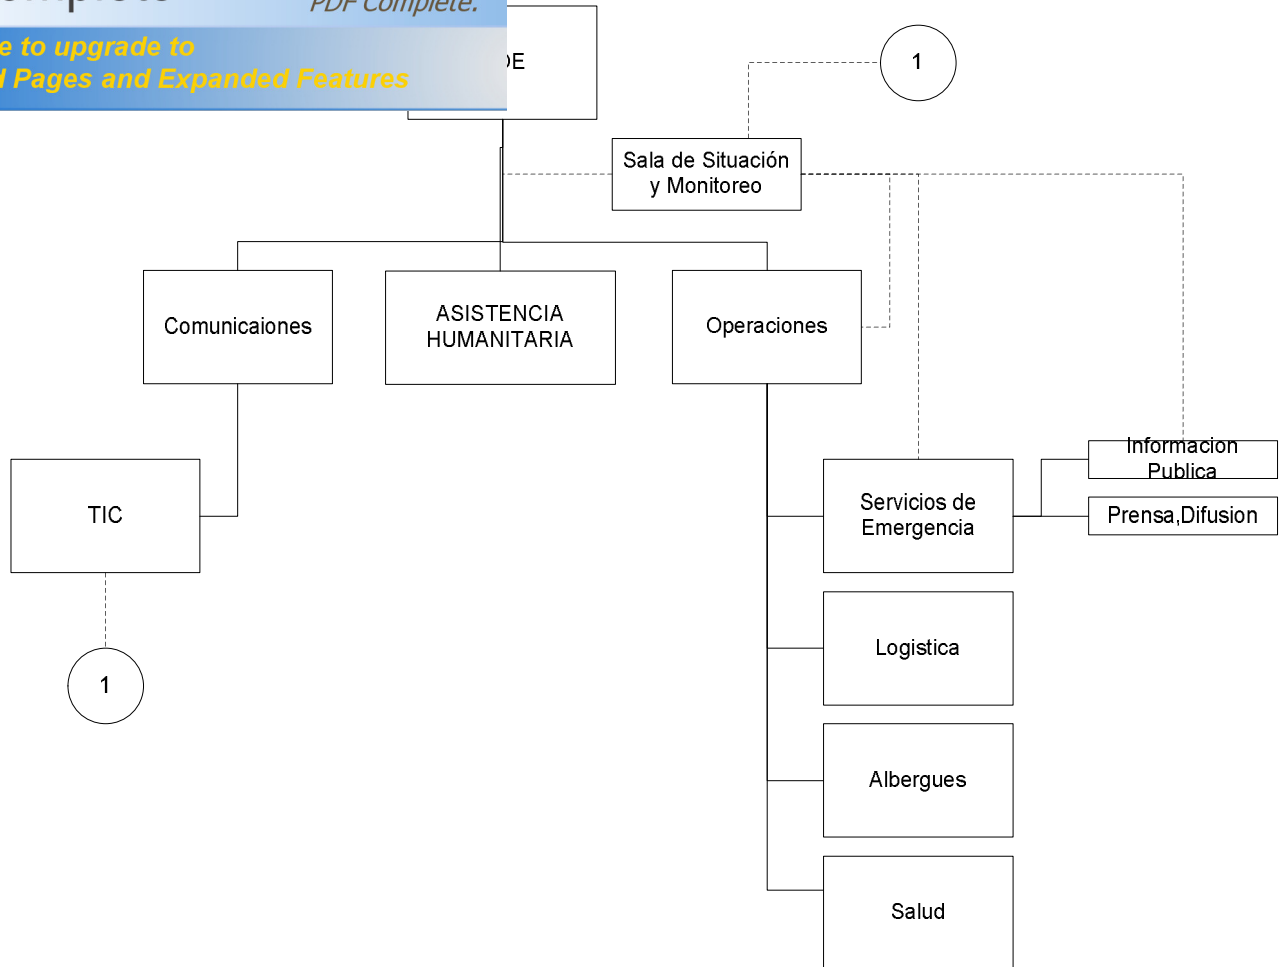 PDF Complete.
e to upgrade to
Pages and Expanded Features
DE
1
Sala de Situación
y Monitoreo
Comunicaiones
ASISTENCIA
HUMANITARIA
Operaciones
Informacion
Publica
TIC
Servicios de
Emergencia
Prensa,Difusion
Logistica
1
Albergues
Salud